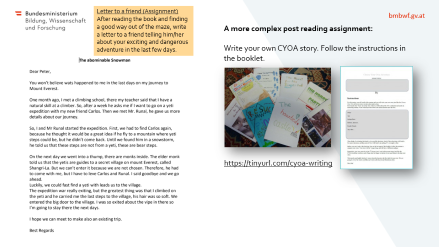 Bundesministerium
Bildung, Wissenschaft
und Forschung
Letter to a friend (Assignment)
After reading the book and finding
a good way out of the maze, write
a letter to a friend telling him/her
about your exciting and dangerous
adventure in the last few days.
The abominable Snowman
Dear Peter,
You won't believe wats happened to me in the last days on my journey to
Mount Everest.
One month ago, I met a climbing school, there my teacher said that I have a
natural skill at a climber. So, after a week he asks me if I want to go on a yeti
expedition with my new friend Carlos. Then we met Mr. Runal, he gave us more
details about our journey.
So, I and Mr Runal started the expedition. First, we had to find Carlos again,
because he thought it would be a great idea if he fly to a mountain where yeti
steps could be, but he didn't come back. Until we found him in a snowstorm,
he told us that these steps are not from a yeti, these are bear steps.
On the next day we went into a thump, there are monks inside. The elder monk
told us that the yetis are guides to a secret village on mount Everest, called
Shangri-La. But we can't enter it because we are not chosen. Therefore, he had
to come with me, but I have to leve Carlos and Runal. I said goodbye and we go
ahead.
Luckily, we could fast find a yeti with leads as to the village.
The expedition was really exiting, but the greatest thing was that I climbed on
the yeti and he carried me the last steps to the village, his hair was so soft. We
entered the big door to the village. I was so exited about the vipe in there so
I'm going to stay there the next days.
I hope we can meet to make also an existing trip.
Best Regards
bmbwf.gv.at
A more complex post reading assignment:
Write your own CYOA story. Follow the instructions in
the booklet.
https://tinyurl.com/cyoa-writing